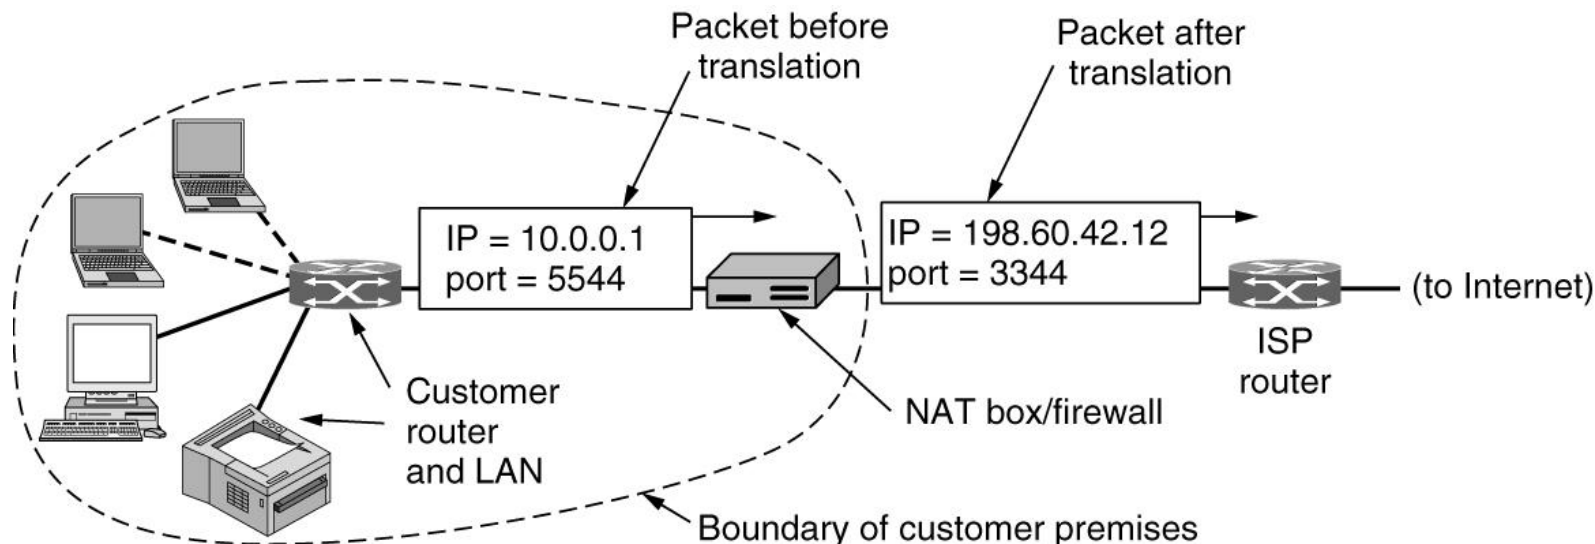 Packet before
translation
Packet after
translation
IP = 10.0.0.1
port = 5544
IP = 198.60.42.12
port = 3344
(to Internet)
ISP
router
Customer
router
and LAN
NAT box/firewall
Boundary of customer premises